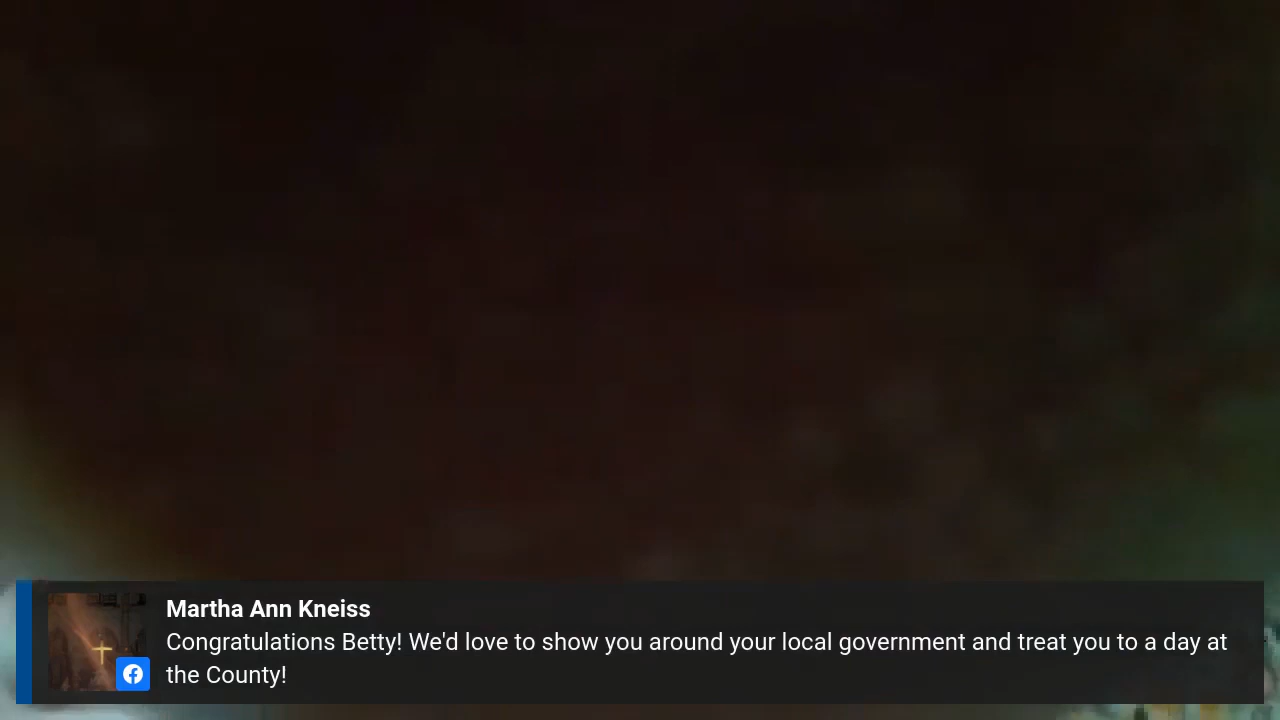 Martha Ann Kneiss
Congratulations Betty! We'd love to show you around your local government and treat you to a day at
the County!